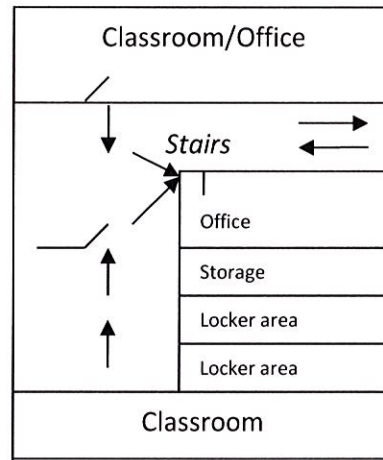 Classroom/Office
Stairs
Office
Storage
Locker area
Locker area
Classroom